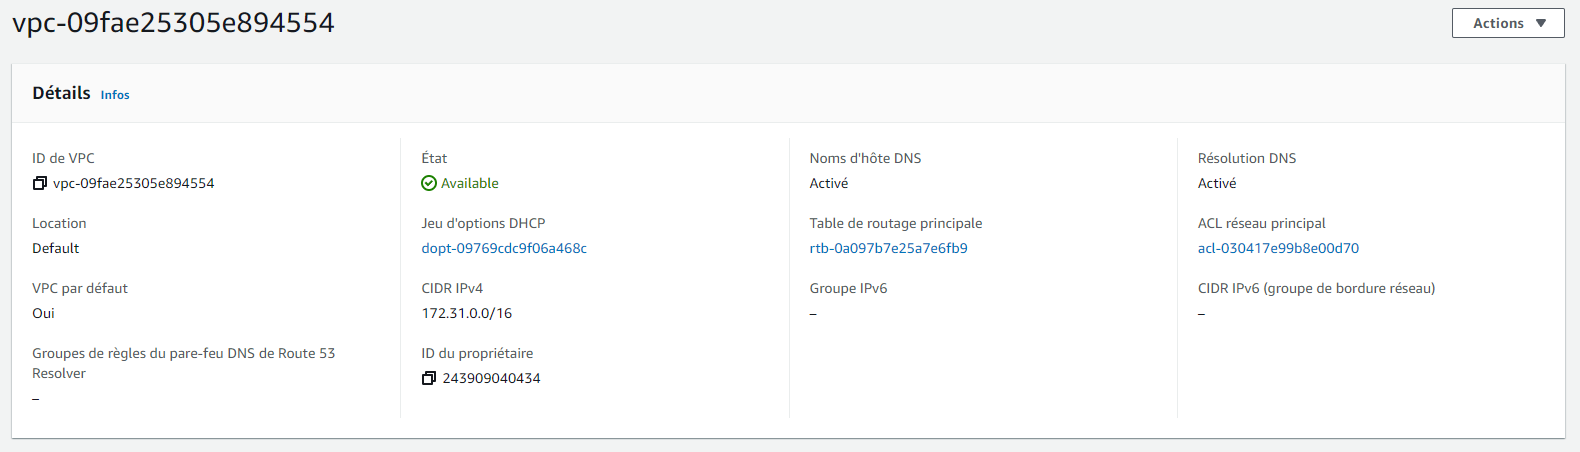 vpc-09fae25305e894554
Actions
Détails Infos
ID de VPC
vpc-09fae25305e894554
Location
Default
VPC par défaut
Oui
Groupes de règles du pare-feu DNS de Route 53
Resolver
–
État
Available
Jeu d'options DHCP
dopt-09769cdc9f06a468c
CIDR IPv4
172.31.0.0/16
ID du propriétaire
243909040434
Noms d'hôte DNS
Activé
Table de routage principale
rtb-0a097b7e25a7e6fb9
Groupe IPv6
–
Résolution DNS
Activé
ACL réseau principal
acl-030417e99b8e00d70
CIDR IPv6 (groupe de bordure réseau)
–